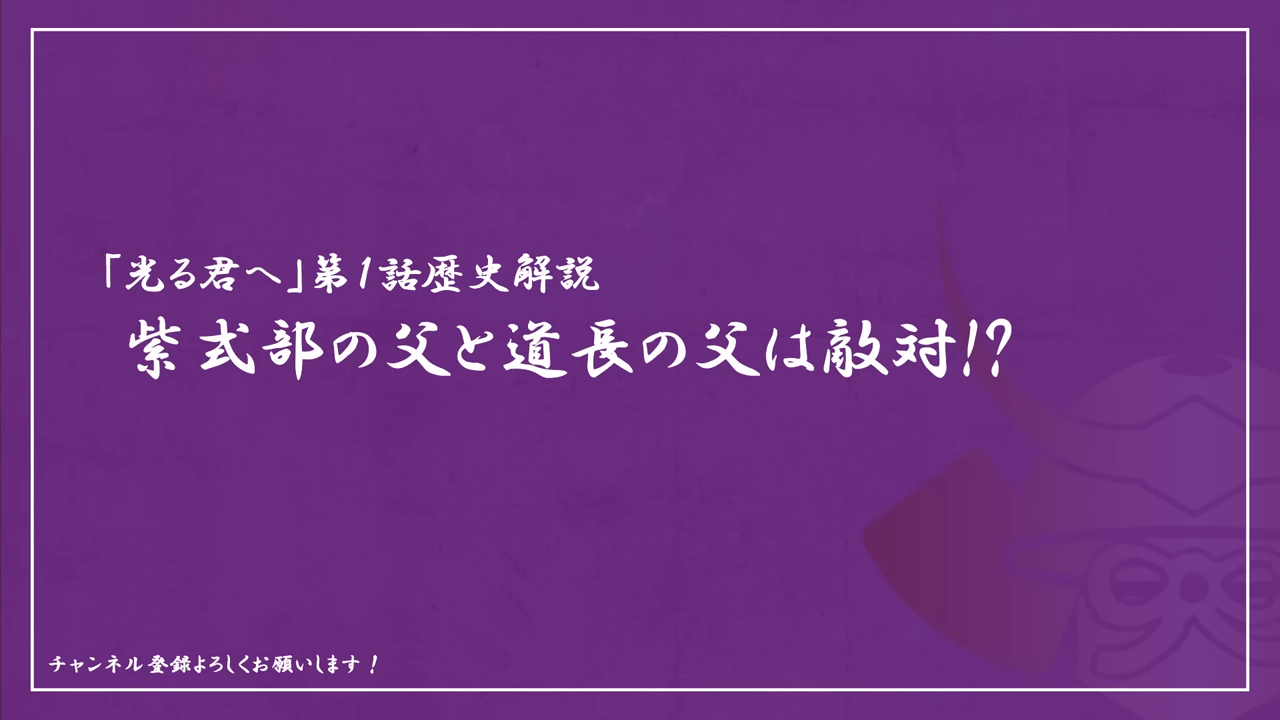 「光る君へ」第1話歴史解説
紫式部の父と道長の父は敵対!?
チャンネル登録よろしくお願いします！